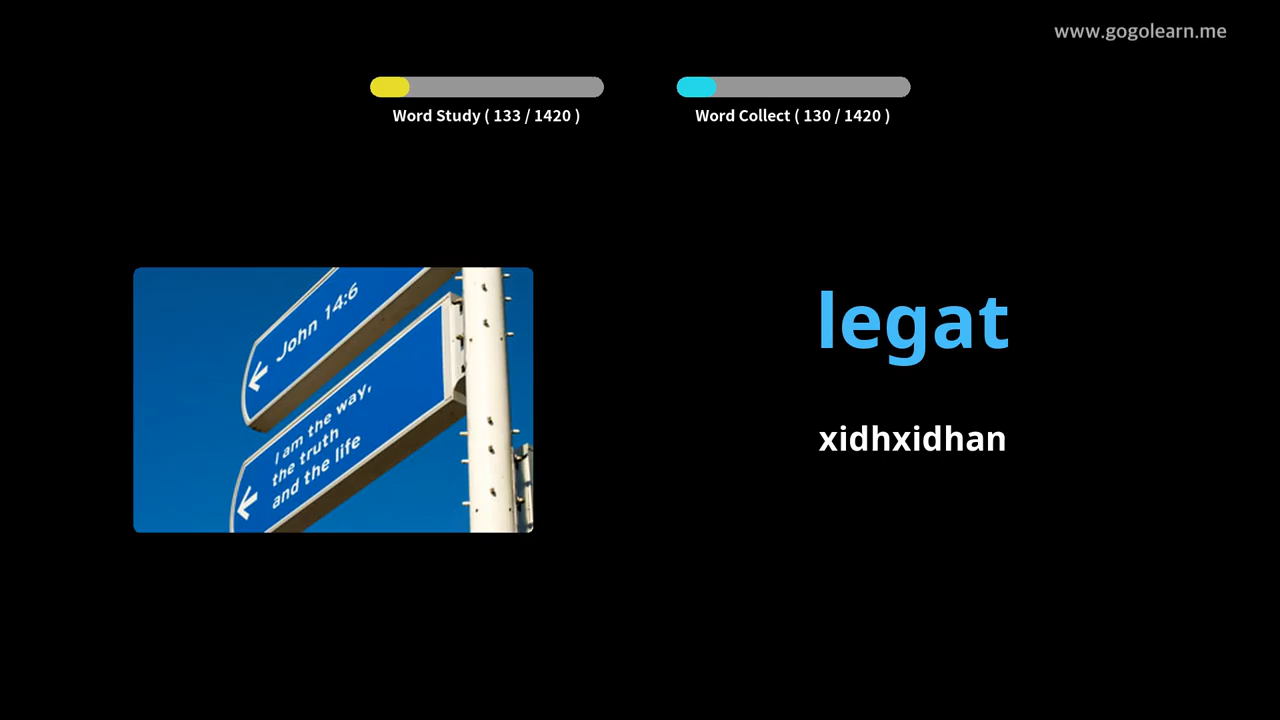 www.gogolearn.me
Word Study ( 133 / 1420 )
Word Collect ( 130 / 1420 )
John 14:6
I am the way,
the truth
and the life
legat
xidhxidhan